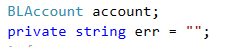 BLAccount account;
private string err = "";